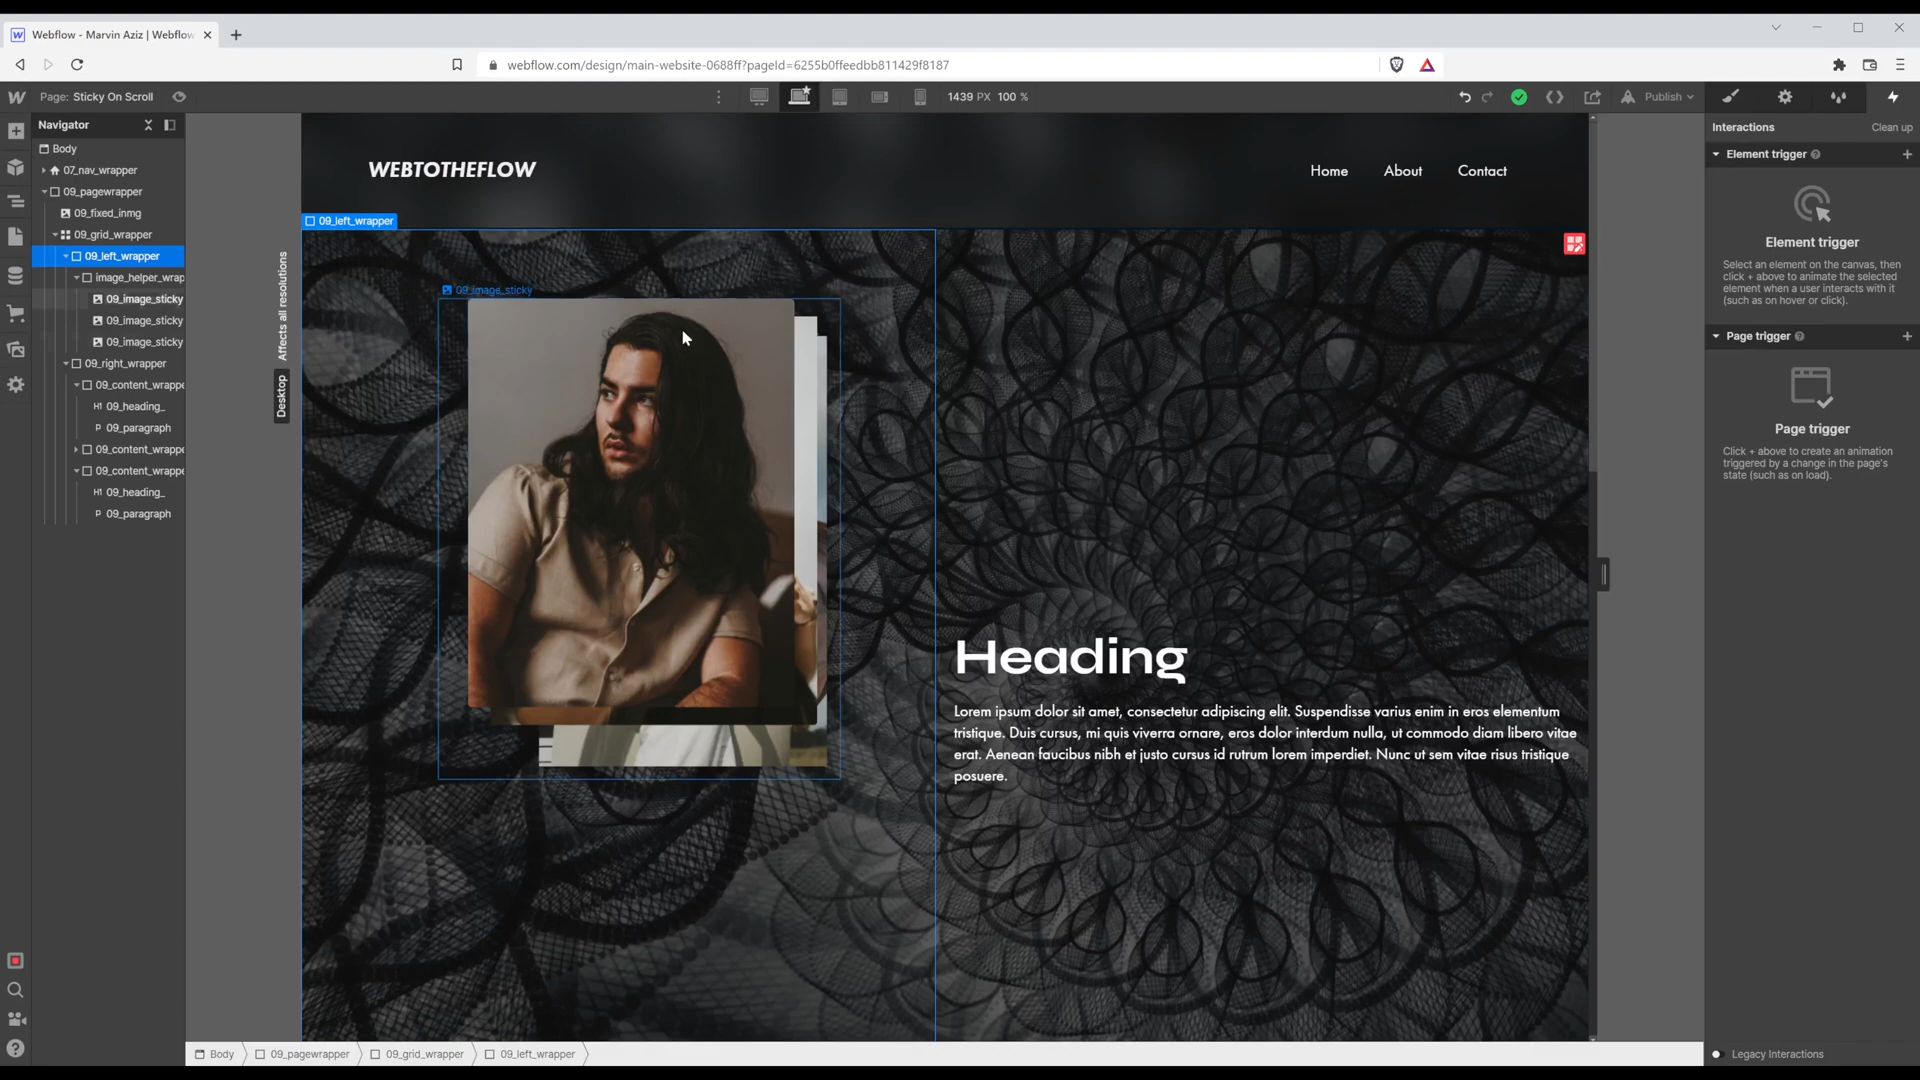 Webflow - Marvin Aziz | Webflow
webflow.com/design/main-website-0688ff?pageId=6255b0ffeedbb811429f8187
Page: Sticky On Scroll
1439 PX 100 %
Publish
Navigator
Body
07_nav_wrapper
09_pagewrapper
09_fixed_inmg
09_grid_wrapper
09_left_wrapper
image_helper_wrap
09_image_sticky
09_image_sticky
09_image_sticky
09_right_wrapper
09_content_wrappe
09_heading_
09_paragraph
09_content_wrappe
09_content_wrappe
09_heading_
09_paragraph
Desktop Affects all resolutions
WEBTOTHEFLOW
Home About Contact
09_left_wrapper
09_image_sticky
Heading
Lorem ipsum dolor sit amet, consectetur adipiscing elit. Suspendisse varius enim in eros elementum
tristique. Duis cursus, mi quis viverra ornare, eros dolor interdum nulla, ut commodo diam libero vitae
erat. Aenean faucibus nibh et justo cursus id rutrum lorem imperdiet. Nunc ut sem vitae risus tristique
posuere.
Interactions Clean up
Element trigger
Element trigger
Select an element on the canvas, then
click + above to animate the selected
element when a user interacts with it
(such as on hover or click).
Page trigger
Page trigger
Click + above to create an animation
triggered by a change in the page's
state (such as on load).
Legacy Interactions
Body 09_pagewrapper 09_grid_wrapper 09_left_wrapper